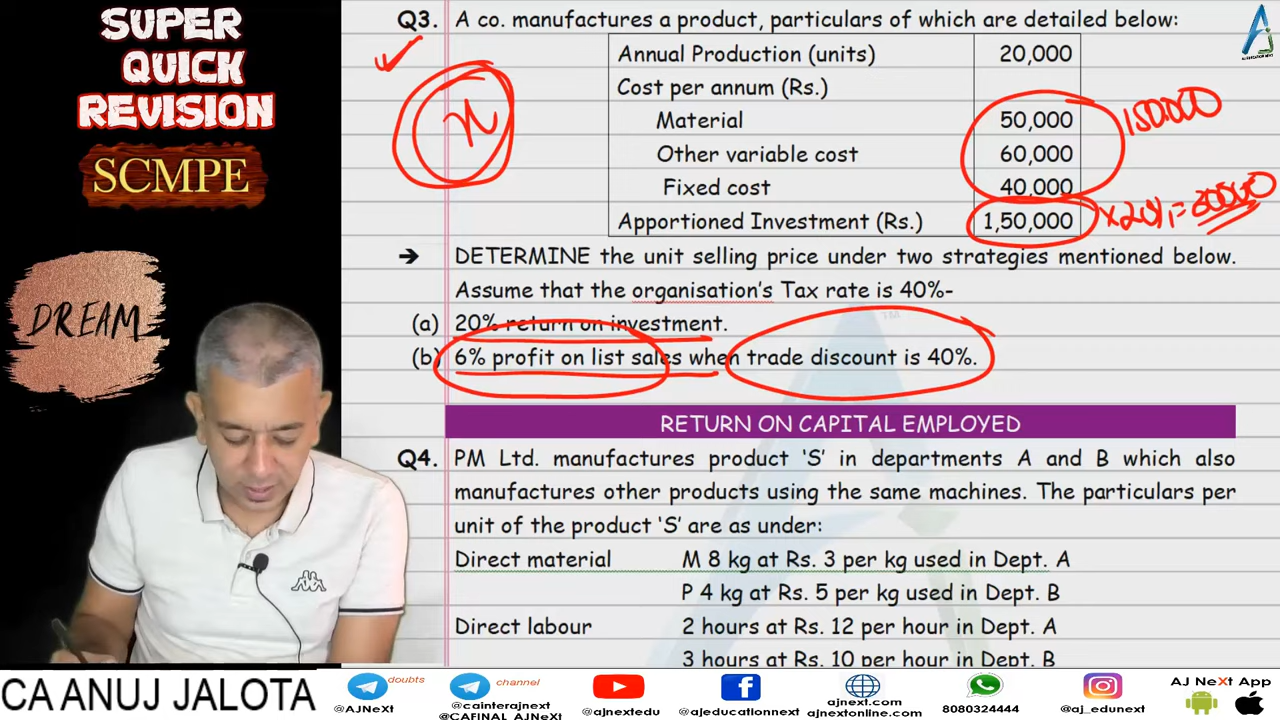 SUPER
QUICK
REVISION
SCMPE
DREAM
Q3. A co. manufactures a product, particulars of which are detailed below:
Annual Production (units) 20,000
Cost per annum (Rs.)
Material 50,000
150,000
Other variable cost 60,000
Fixed cost 40,000
Apportioned Investment (Rs.) 1,50,000
x 20% = 30000
x
→ DETERMINE the unit selling price under two strategies mentioned below.
Assume that the organisation's Tax rate is 40%-
(a) 20% return on investment.
(b) 6% profit on list sales when trade discount is 40%.
RETURN ON CAPITAL EMPLOYED
Q4. PM Ltd. manufactures product 'S' in departments A and B which also
manufactures other products using the same machines. The particulars per
unit of the product 'S' are as under:
Direct material M 8 kg at Rs. 3 per kg used in Dept. A
P 4 kg at Rs. 5 per kg used in Dept. B
Direct labour 2 hours at Rs. 12 per hour in Dept. A
3 hours at Rs. 10 per hour in Dept. B
CA ANUJ JALOTA
doubts
@AJNeXt
channel
@cainterajnext
@CAFINAL_AJNeXt
@ajnextedu
@ajeducationnext
ajnext.com
ajnextonline.com
8080324444
@aj_edunext
AJ NeXt App